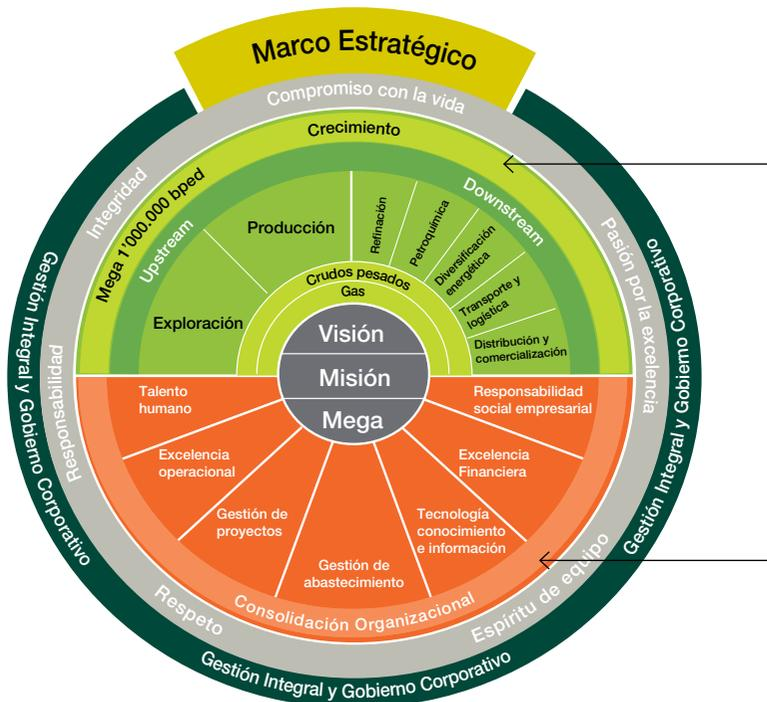 Marco Estratégico
Compromiso con la vida
Integridad
Responsabilidad
Respeto
Espíritu de equipo
Pasión por la excelencia
Gestión Integral y Gobierno Corporativo
Gestión Integral y Gobierno Corporativo
Gestión Integral y Gobierno Corporativo
Crecimiento
Mega 1'000.000 bped
Upstream
Downstream
Exploración
Producción
Refinación
Petroquímica
Diversificación
energética
Transporte y
logística
Distribución y
comercialización
Crudos pesados
Gas
Visión
Misión
Mega
Talento
humano
Excelencia
operacional
Gestión de
proyectos
Gestión de
abastecimiento
Tecnología
conocimiento
e información
Excelencia
Financiera
Responsabilidad
social empresarial
Consolidación Organizacional